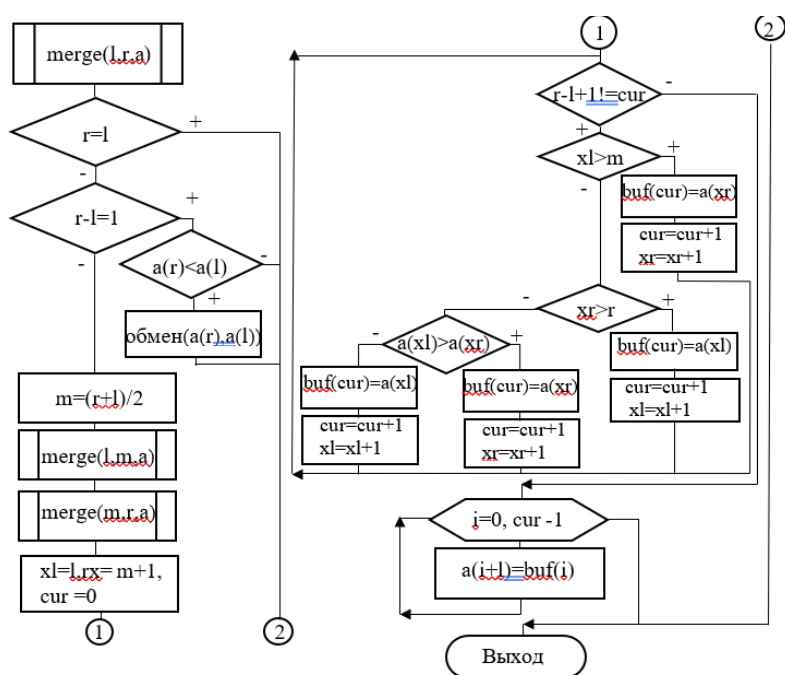 merge(l,r,a)
r=l
+
-
r-l=1
+
-
a(r)<a(l)
-
+
обмен(a(r),a(l))
m=(r+l)/2
merge(l,m,a)
merge(m,r,a)
xl=l,rx= m+1,
cur =0
1
2
1
2
r-l+1!=cur
-
+
xl>m
+
-
buf(cur)=a(xr)
cur=cur+1
xr=xr+1
xr>r
-
+
a(xl)>a(xr)
-
+
buf(cur)=a(xl)
cur=cur+1
xl=xl+1
buf(cur)=a(xr)
cur=cur+1
xr=xr+1
buf(cur)=a(xl)
cur=cur+1
xl=xl+1
i=0, cur -1
a(i+l)=buf(i)
Выход